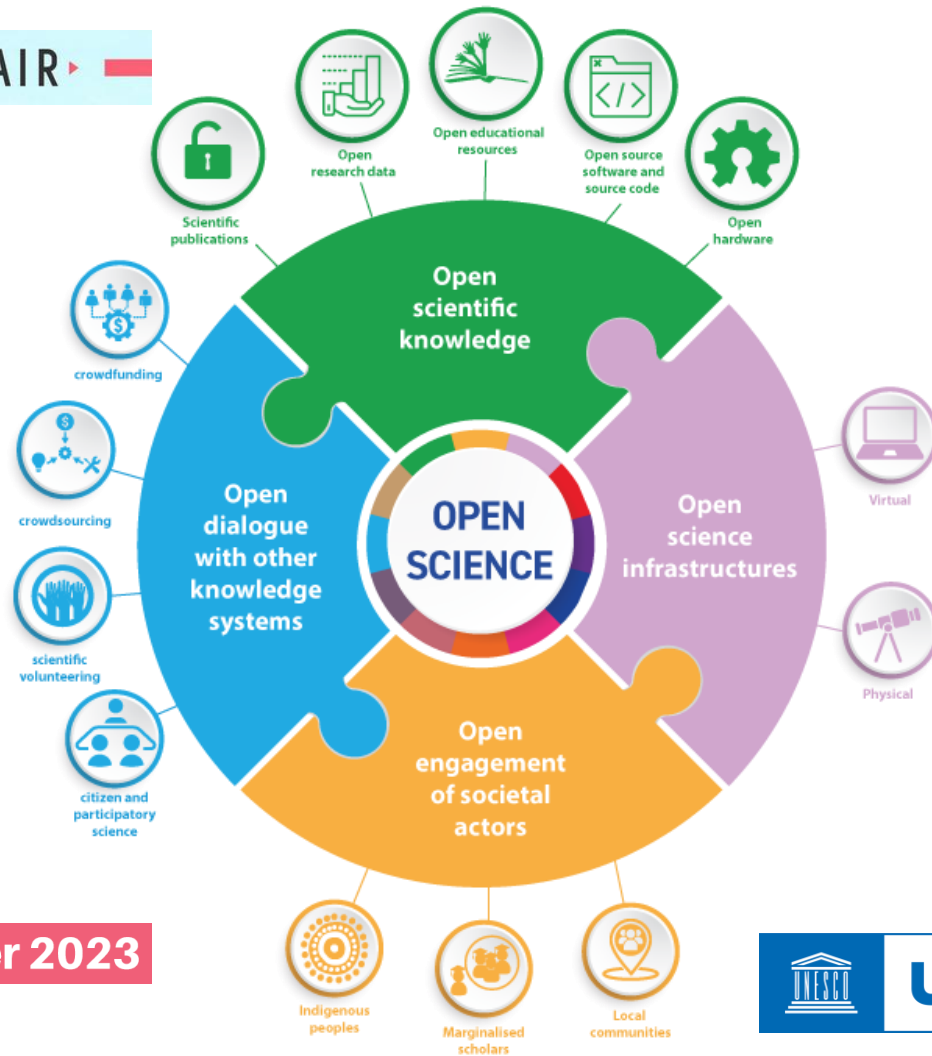 AIR
Scientific
publications
Open
research data
Open educational
resources
Open source
software and
source code
Open
hardware
Open
scientific
knowledge
crowdfunding
crowdsourcing
scientific
volunteering
citizen and
participatory
science
Open
dialogue
with other
knowledge
systems
OPEN
SCIENCE
Open
science
infrastructures
Virtual
Physical
Open
engagement
of societal
actors
Indigenous
peoples
Marginalised
scholars
Local
communities
er 2023
UNESCO